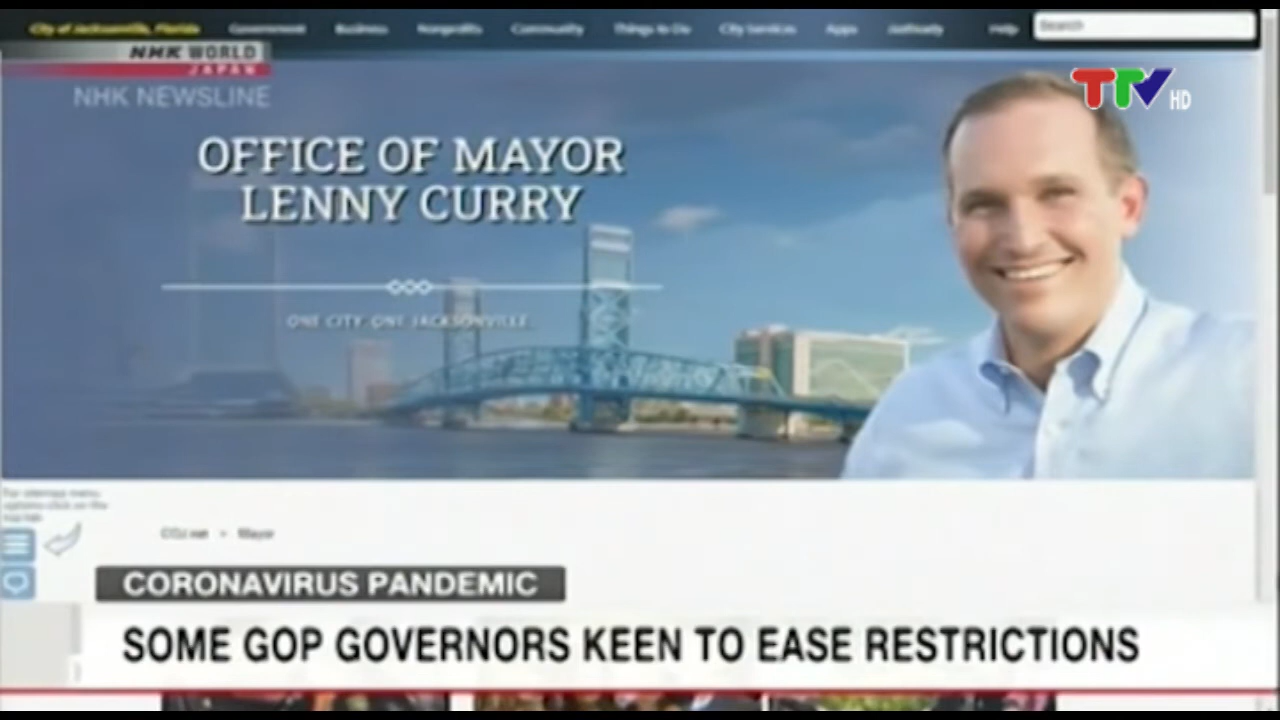 City of Jacksonville, Florida Government Business Nonprofits Community Things to Do City Services Apps JaxReady Help Search
NHK WORLD
JAPAN
NHK NEWSLINE
TTV HD
OFFICE OF MAYOR
LENNY CURRY
ONE CITY. ONE JACKSONVILLE.
COJ.net Mayor
CORONAVIRUS PANDEMIC
SOME GOP GOVERNORS KEEN TO EASE RESTRICTIONS